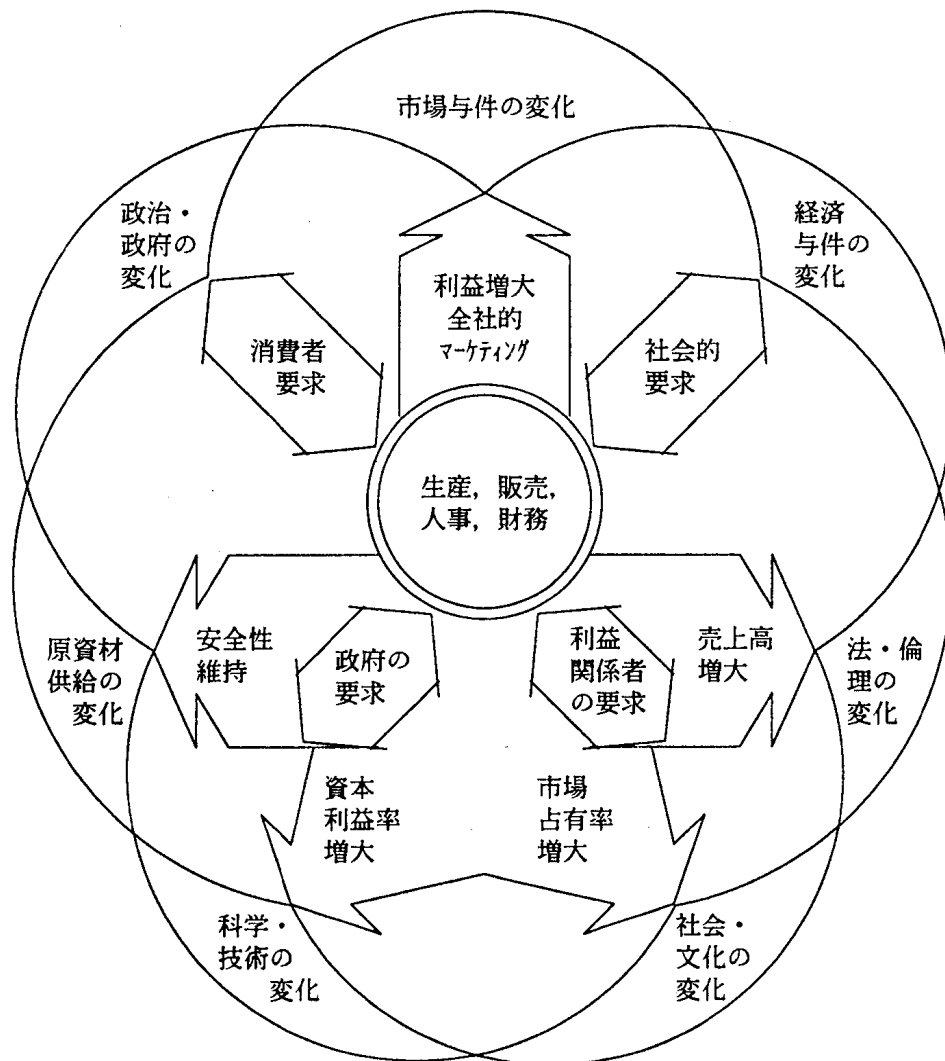 市場与件の変化
政治・
政府の
変化
経済
与件の
変化
利益増大
全社的
マーケティング
消費者
要求
社会的
要求
生産，販売，
人事，財務
原資材
供給の
変化
安全性
維持
政府の
要求
利益
関係者
の要求
売上高
増大
法・倫
理の
変化
資本
利益率
増大
市場
占有率
増大
科学・
技術の
変化
社会・
文化の
変化